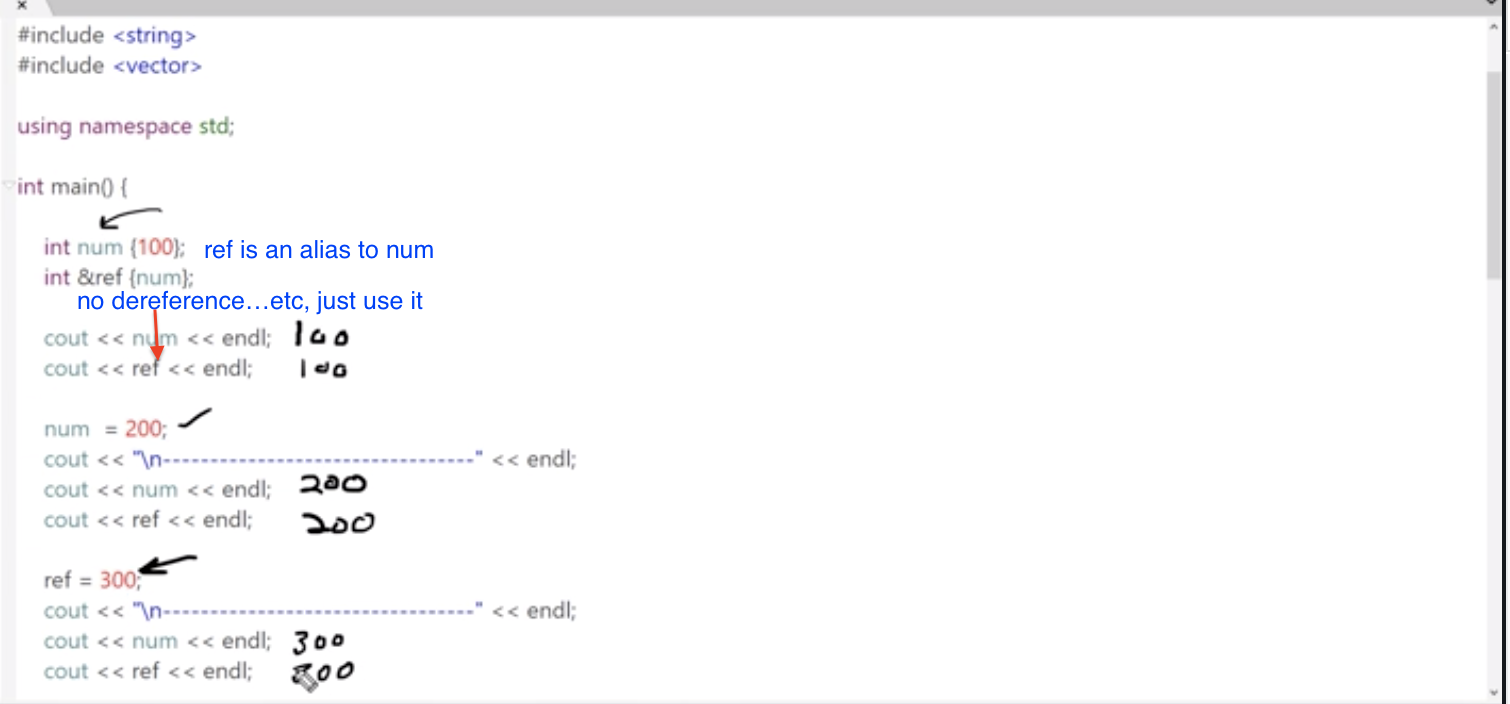 #include <string>
#include <vector>
using namespace std;
int main() {
int num {100}; ref is an alias to num
int &ref {num};
no dereference...etc, just use it
cout << num << endl; 100
cout << ref << endl; 100
num = 200;
cout << "\n---------------------------------" << endl;
cout << num << endl; 200
cout << ref << endl; 200
ref = 300;
cout << "\n---------------------------------" << endl;
cout << num << endl; 300
cout << ref << endl; 300